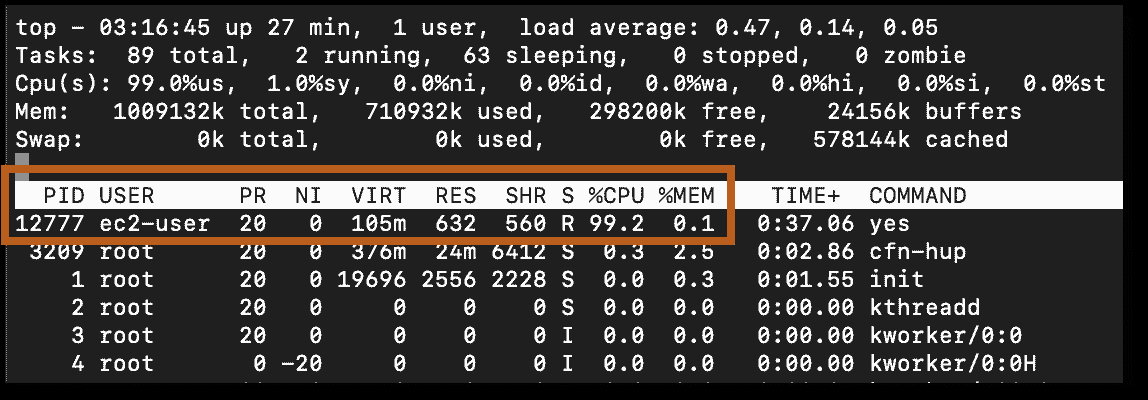 top - 03:16:45 up 27 min,  1 user,  load average: 0.47, 0.14, 0.05
Tasks:  89 total,   2 running,  63 sleeping,   0 stopped,   0 zombie
Cpu(s): 99.0%us,  1.0%sy,  0.0%ni,  0.0%id,  0.0%wa,  0.0%hi,  0.0%si,  0.0%st
Mem:   1009132k total,   710932k used,   298200k free,    24156k buffers
Swap:        0k total,        0k used,        0k free,   578144k cached
  PID USER      PR  NI  VIRT  RES  SHR S %CPU %MEM    TIME+  COMMAND
12777 ec2-user  20   0  105m  632  560 R 99.2  0.1   0:37.06 yes
 3209 root      20   0  376m  24m 6412 S  0.3  2.5   0:02.86 cfn-hup
    1 root      20   0 19696 2556 2228 S  0.0  0.3   0:01.55 init
    2 root      20   0     0    0    0 S  0.0  0.0   0:00.00 kthreadd
    3 root      20   0     0    0    0 I  0.0  0.0   0:00.00 kworker/0:0
    4 root       0 -20     0    0    0 I  0.0  0.0   0:00.00 kworker/0:0H